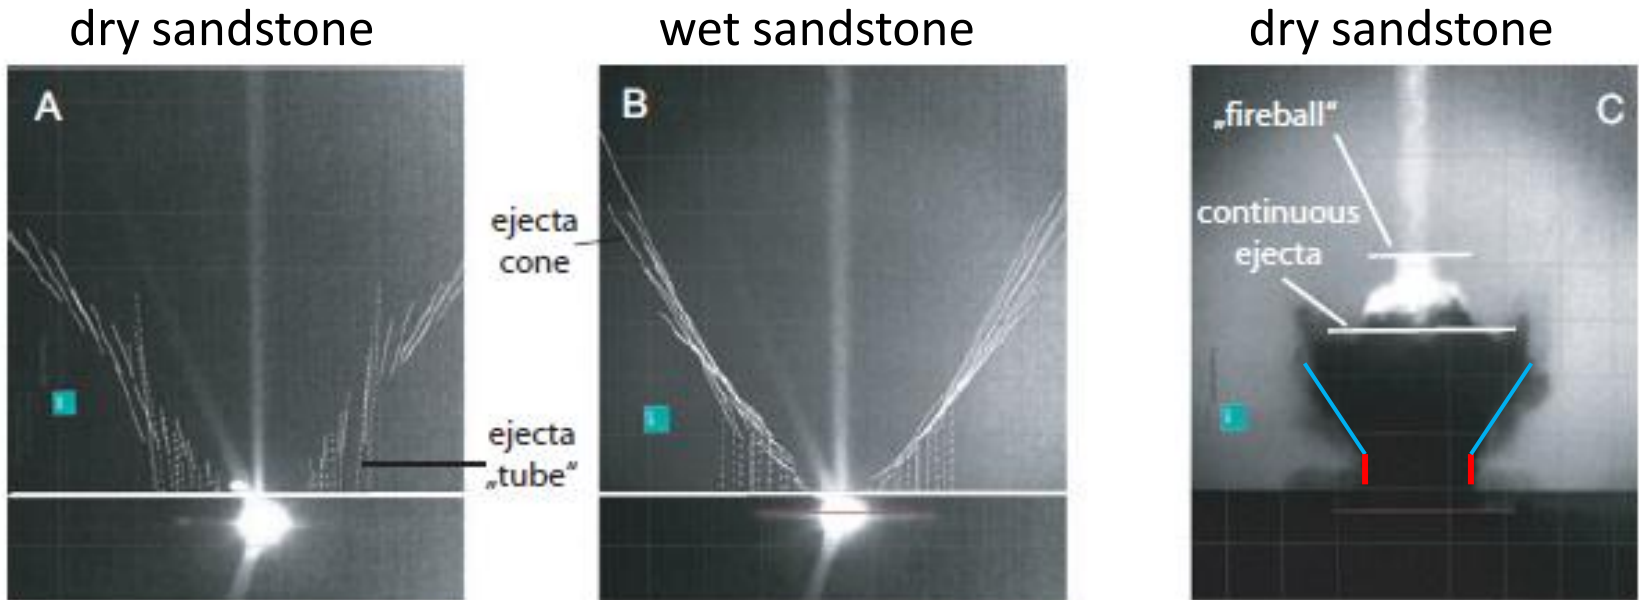 dry sandstone
wet sandstone
dry sandstone
A
B
C
„fireball“
continuous
ejecta
ejecta
cone
ejecta
„tube“